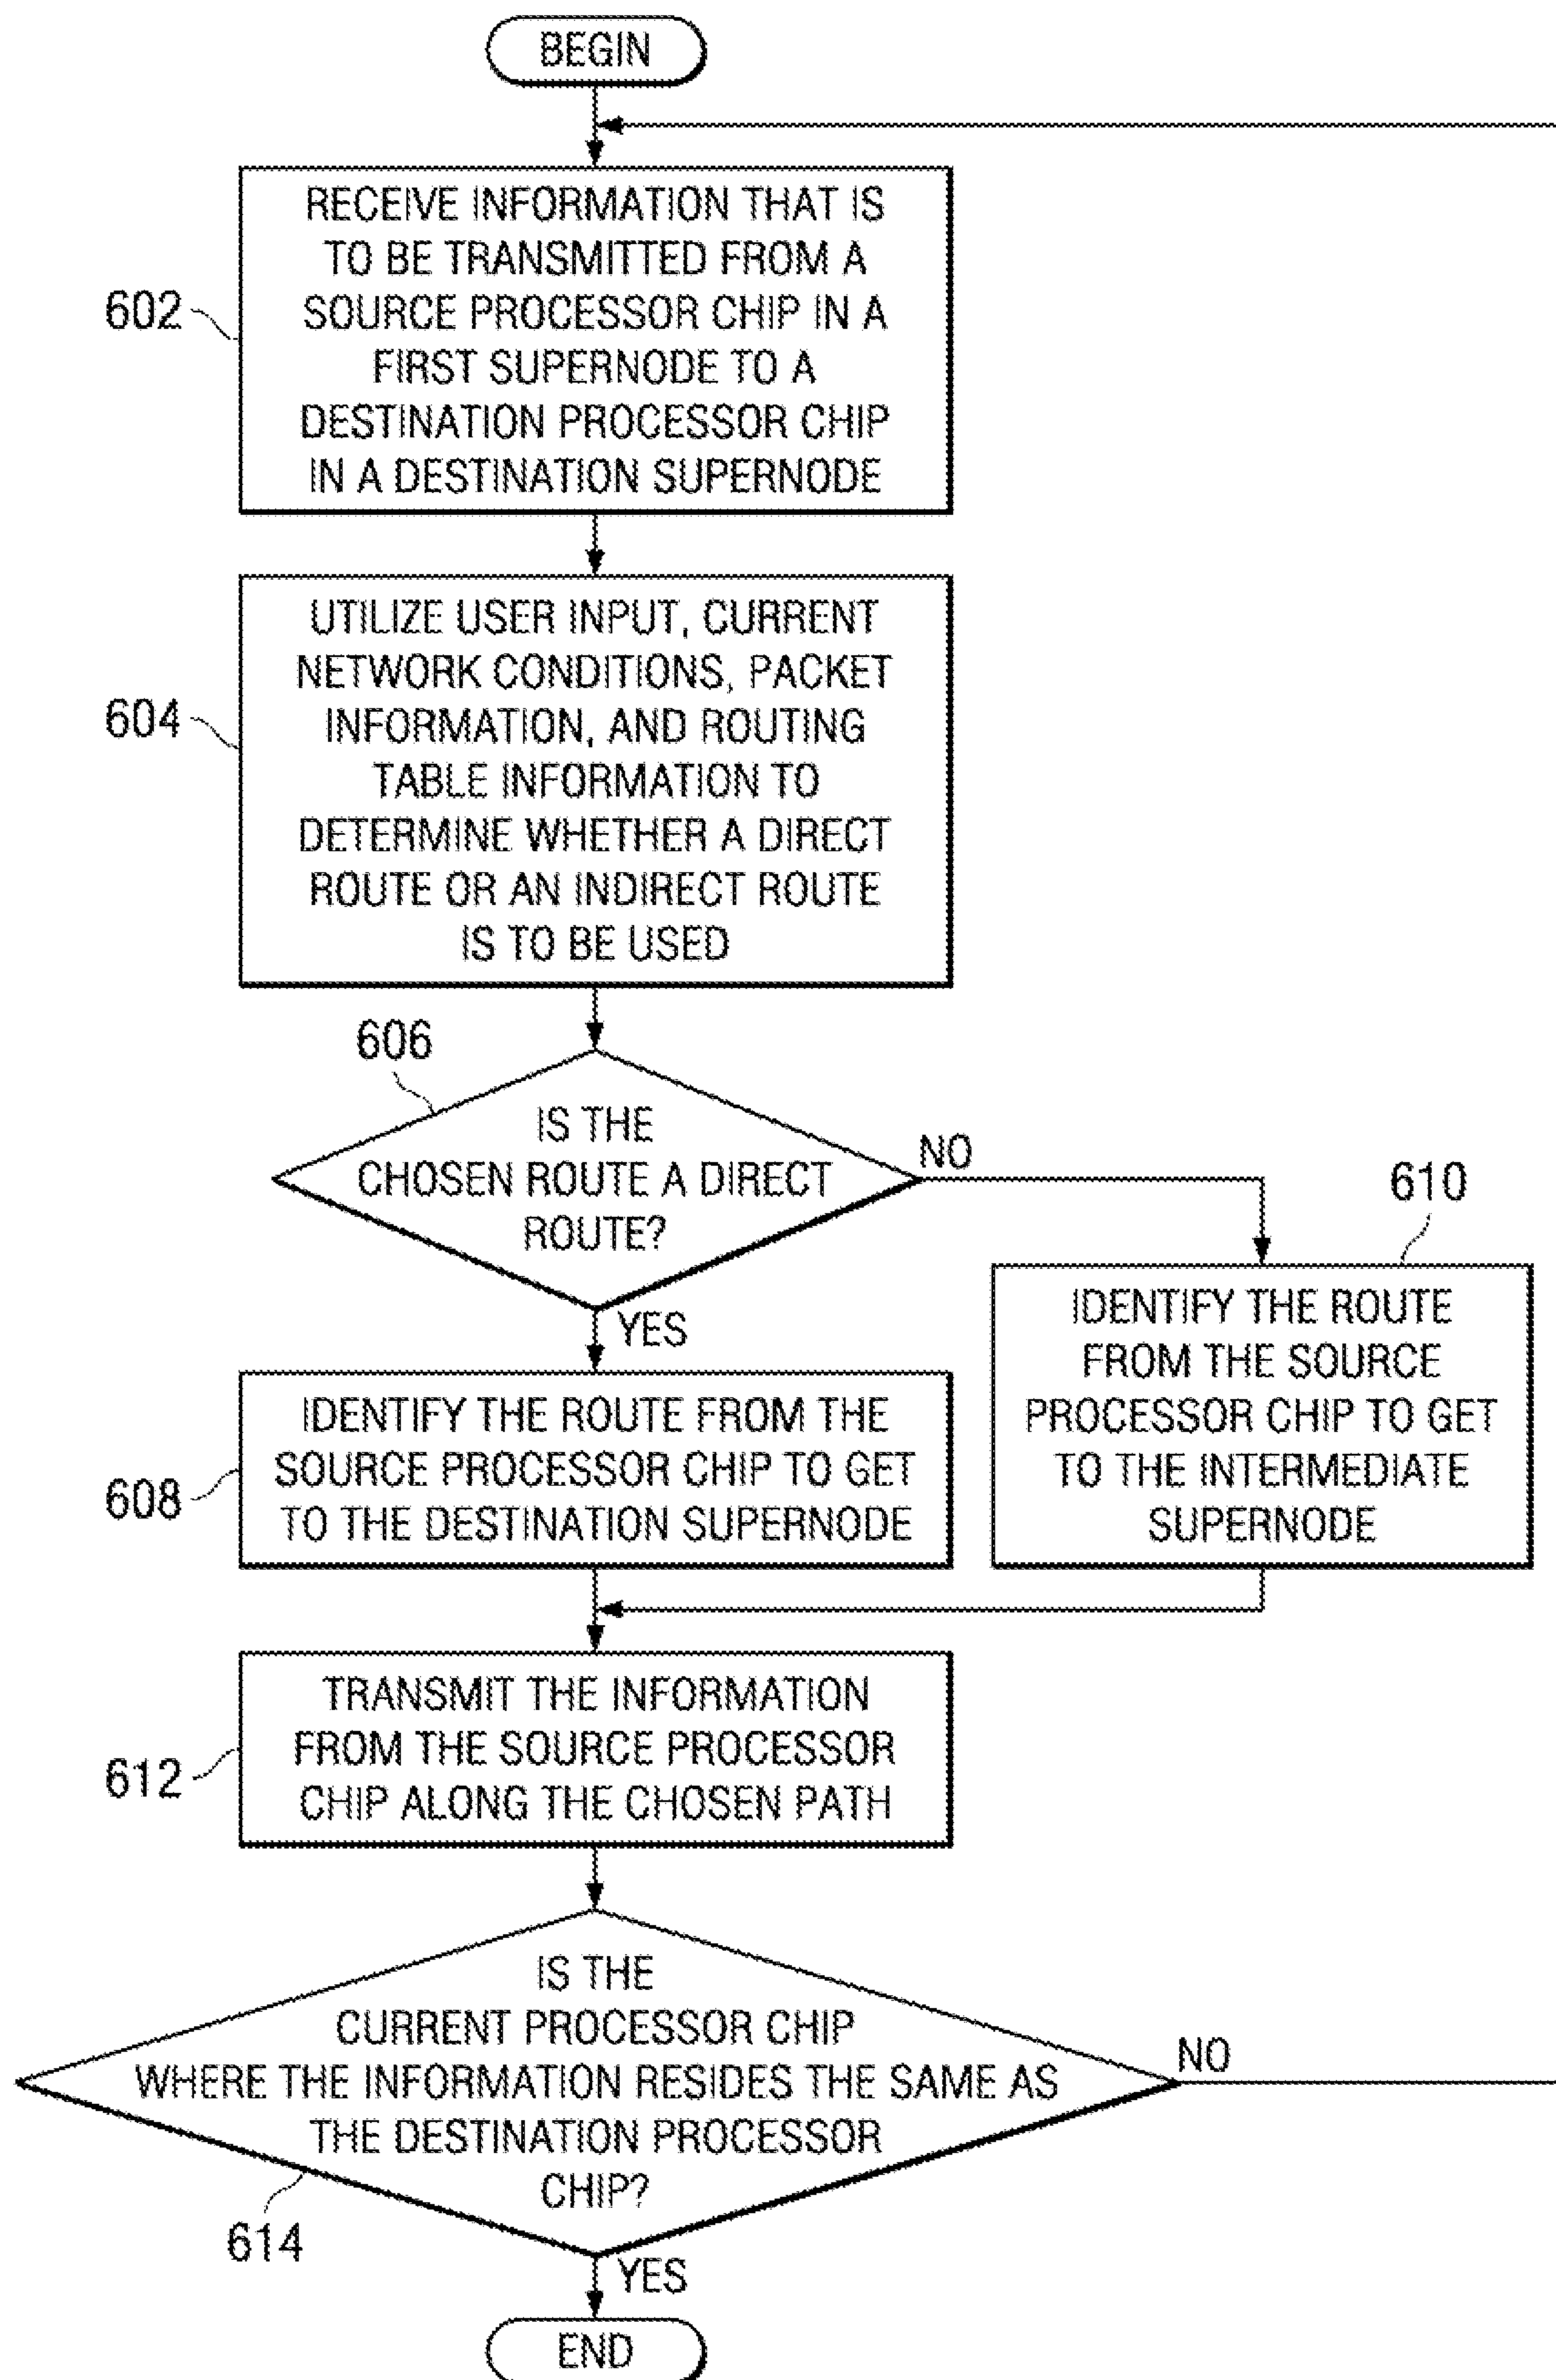 BEGIN
602
RECEIVE INFORMATION THAT IS
TO BE TRANSMITTED FROM A
SOURCE PROCESSOR CHIP IN A
FIRST SUPERNODE TO A
DESTINATION PROCESSOR CHIP
IN A DESTINATION SUPERNODE
604
UTILIZE USER INPUT, CURRENT
NETWORK CONDITIONS, PACKET
INFORMATION, AND ROUTING
TABLE INFORMATION TO
DETERMINE WHETHER A DIRECT
ROUTE OR AN INDIRECT ROUTE
IS TO BE USED
606
IS THE
CHOSEN ROUTE A DIRECT
ROUTE?
NO
YES
610
IDENTIFY THE ROUTE
FROM THE SOURCE
PROCESSOR CHIP TO GET
TO THE INTERMEDIATE
SUPERNODE
608
IDENTIFY THE ROUTE FROM THE
SOURCE PROCESSOR CHIP TO GET
TO THE DESTINATION SUPERNODE
612
TRANSMIT THE INFORMATION
FROM THE SOURCE PROCESSOR
CHIP ALONG THE CHOSEN PATH
IS THE
CURRENT PROCESSOR CHIP
WHERE THE INFORMATION RESIDES THE SAME AS
THE DESTINATION PROCESSOR
CHIP?
NO
614
YES
END